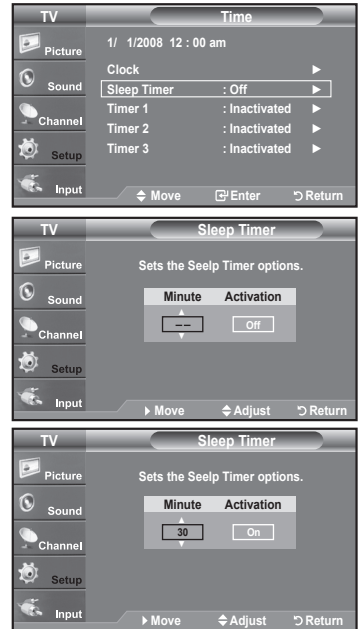 TV Time
Picture
Sound
Channel
Setup
Input
1/ 1/2008 12 : 00 am
Clock
Sleep Timer : Off
Timer 1 : Inactivated
Timer 2 : Inactivated
Timer 3 : Inactivated
Move Enter Return
TV Sleep Timer
Picture
Sound
Channel
Setup
Input
Sets the Seelp Timer options.
Minute Activation
-- Off
Move Adjust Return
TV Sleep Timer
Picture
Sound
Channel
Setup
Input
Sets the Seelp Timer options.
Minute Activation
30 On
Move Adjust Return